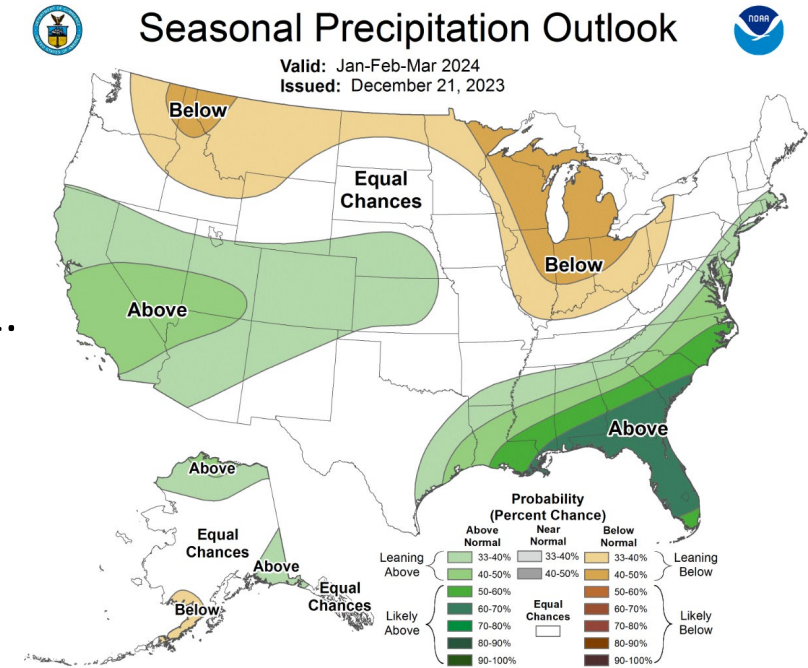 Seasonal Precipitation Outlook
NOAA
Valid: Jan-Feb-Mar 2024
Issued: December 21, 2023
Below
Equal
Chances
Below
Above
..
Above
Above
Equal
Chances
Above
Equal
Chances
Below
Probability
(Percent Chance)
Above
Normal
Near
Normal
Below
Normal
Leaning
Above
33-40%
33-40%
33-40%
Leaning
Below
40-50%
40-50%
40-50%
Likely
Above
50-60%
60-70%
70-80%
80-90%
90-100%
Equal
Chances
50-60%
60-70%
70-80%
80-90%
90-100%
Likely
Below